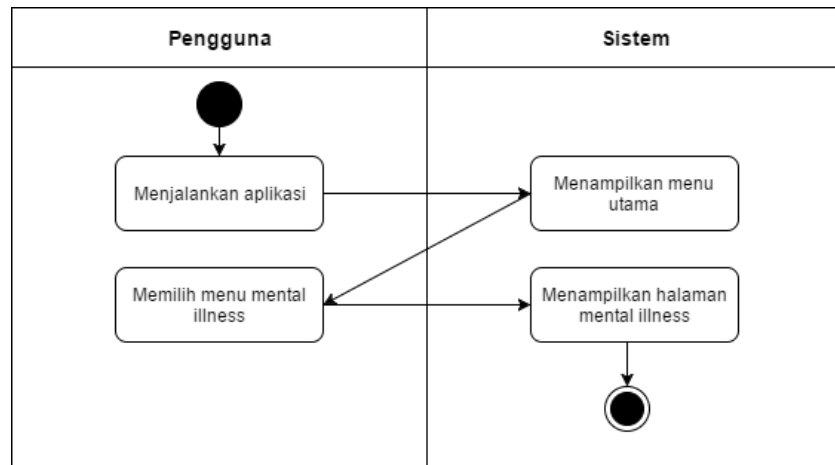 Pengguna
Sistem
Menjalankan aplikasi
Menampilkan menu
utama
Memilih menu mental
illness
Menampilkan halaman
mental illness